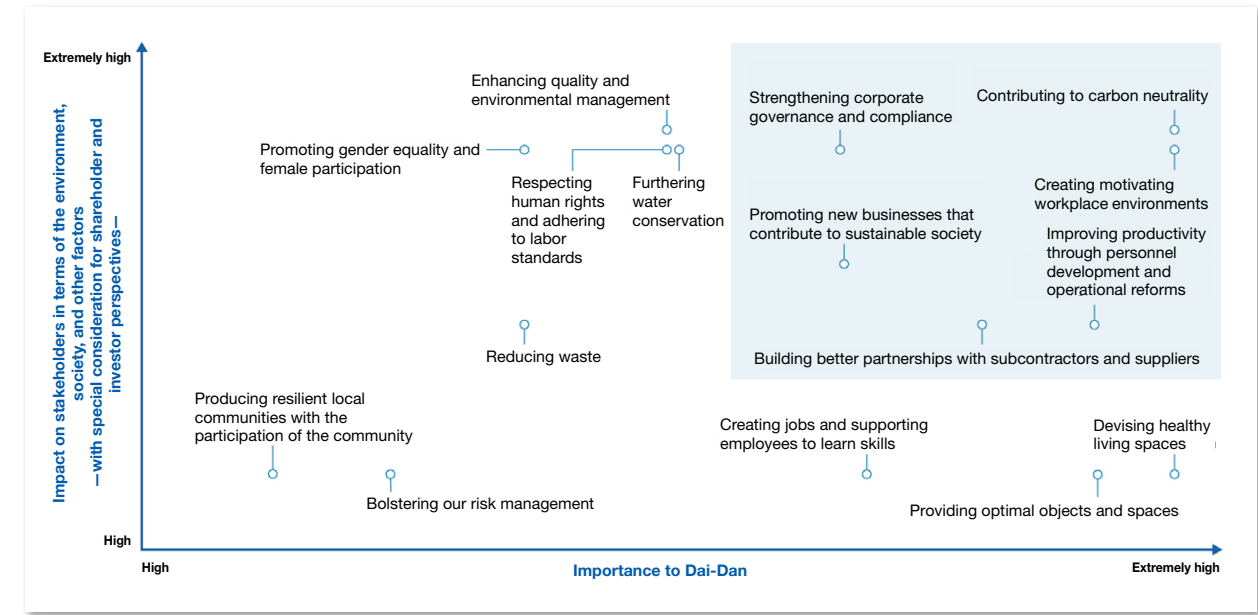 Extremely high
Impact on stakeholders in terms of the environment,
society, and other factors
—with special consideration for shareholder and
investor perspectives—
High
Enhancing quality and
environmental management
Promoting gender equality and
female participation
Respecting
human rights
and adhering
to labor
standards
Furthering
water
conservation
Strengthening corporate
governance and compliance
Contributing to carbon neutrality
Creating motivating
workplace environments
Promoting new businesses that
contribute to sustainable society
Improving productivity
through personnel
development and
operational reforms
Reducing waste
Building better partnerships with subcontractors and suppliers
Producing resilient local
communities with the
participation of the community
Bolstering our risk management
Creating jobs and supporting
employees to learn skills
Devising healthy
living spaces
Providing optimal objects and spaces
High
Importance to Dai-Dan
Extremely high